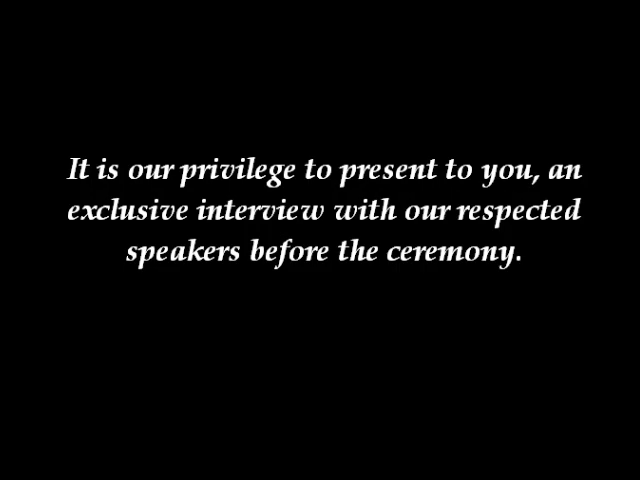 It is our privilege to present to you, an
exclusive interview with our respected
speakers before the ceremony.